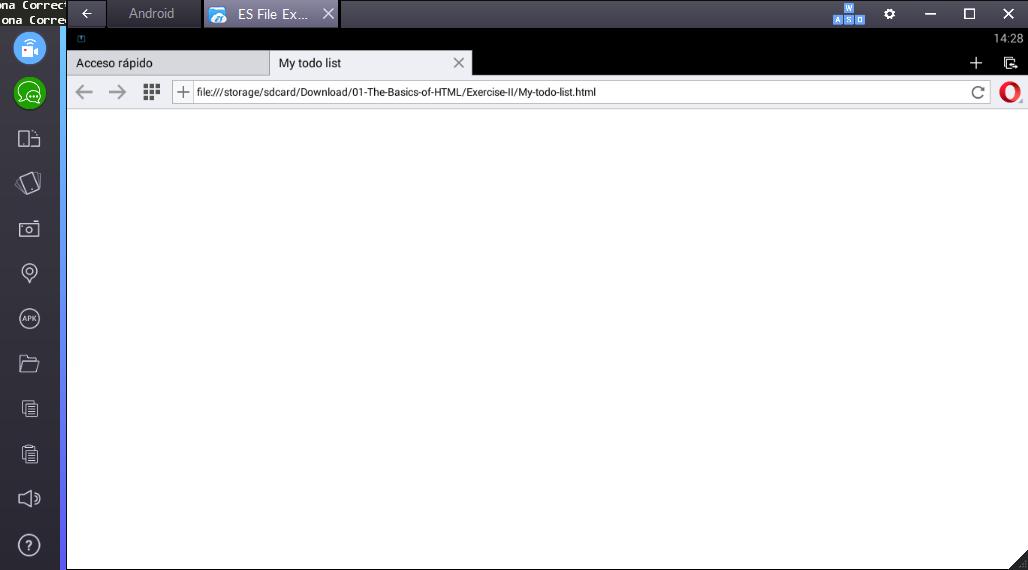 ona Correct
ona Corre
Android
ES File Ex...
W
A S D
14:28
Acceso rápido
My todo list
file:///storage/sdcard/Download/01-The-Basics-of-HTML/Exercise-II/My-todo-list.html
APK
?